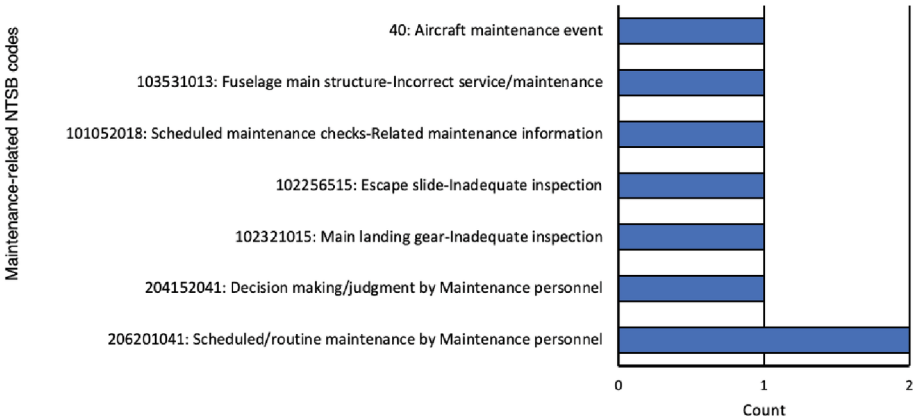 Maintenance-related NTSB codes
40: Aircraft maintenance event
103531013: Fuselage main structure-Incorrect service/maintenance
101052018: Scheduled maintenance checks-Related maintenance information
102256515: Escape slide-Inadequate inspection
102321015: Main landing gear-Inadequate inspection
204152041: Decision making/judgment by Maintenance personnel
206201041: Scheduled/routine maintenance by Maintenance personnel
0 1 2
Count